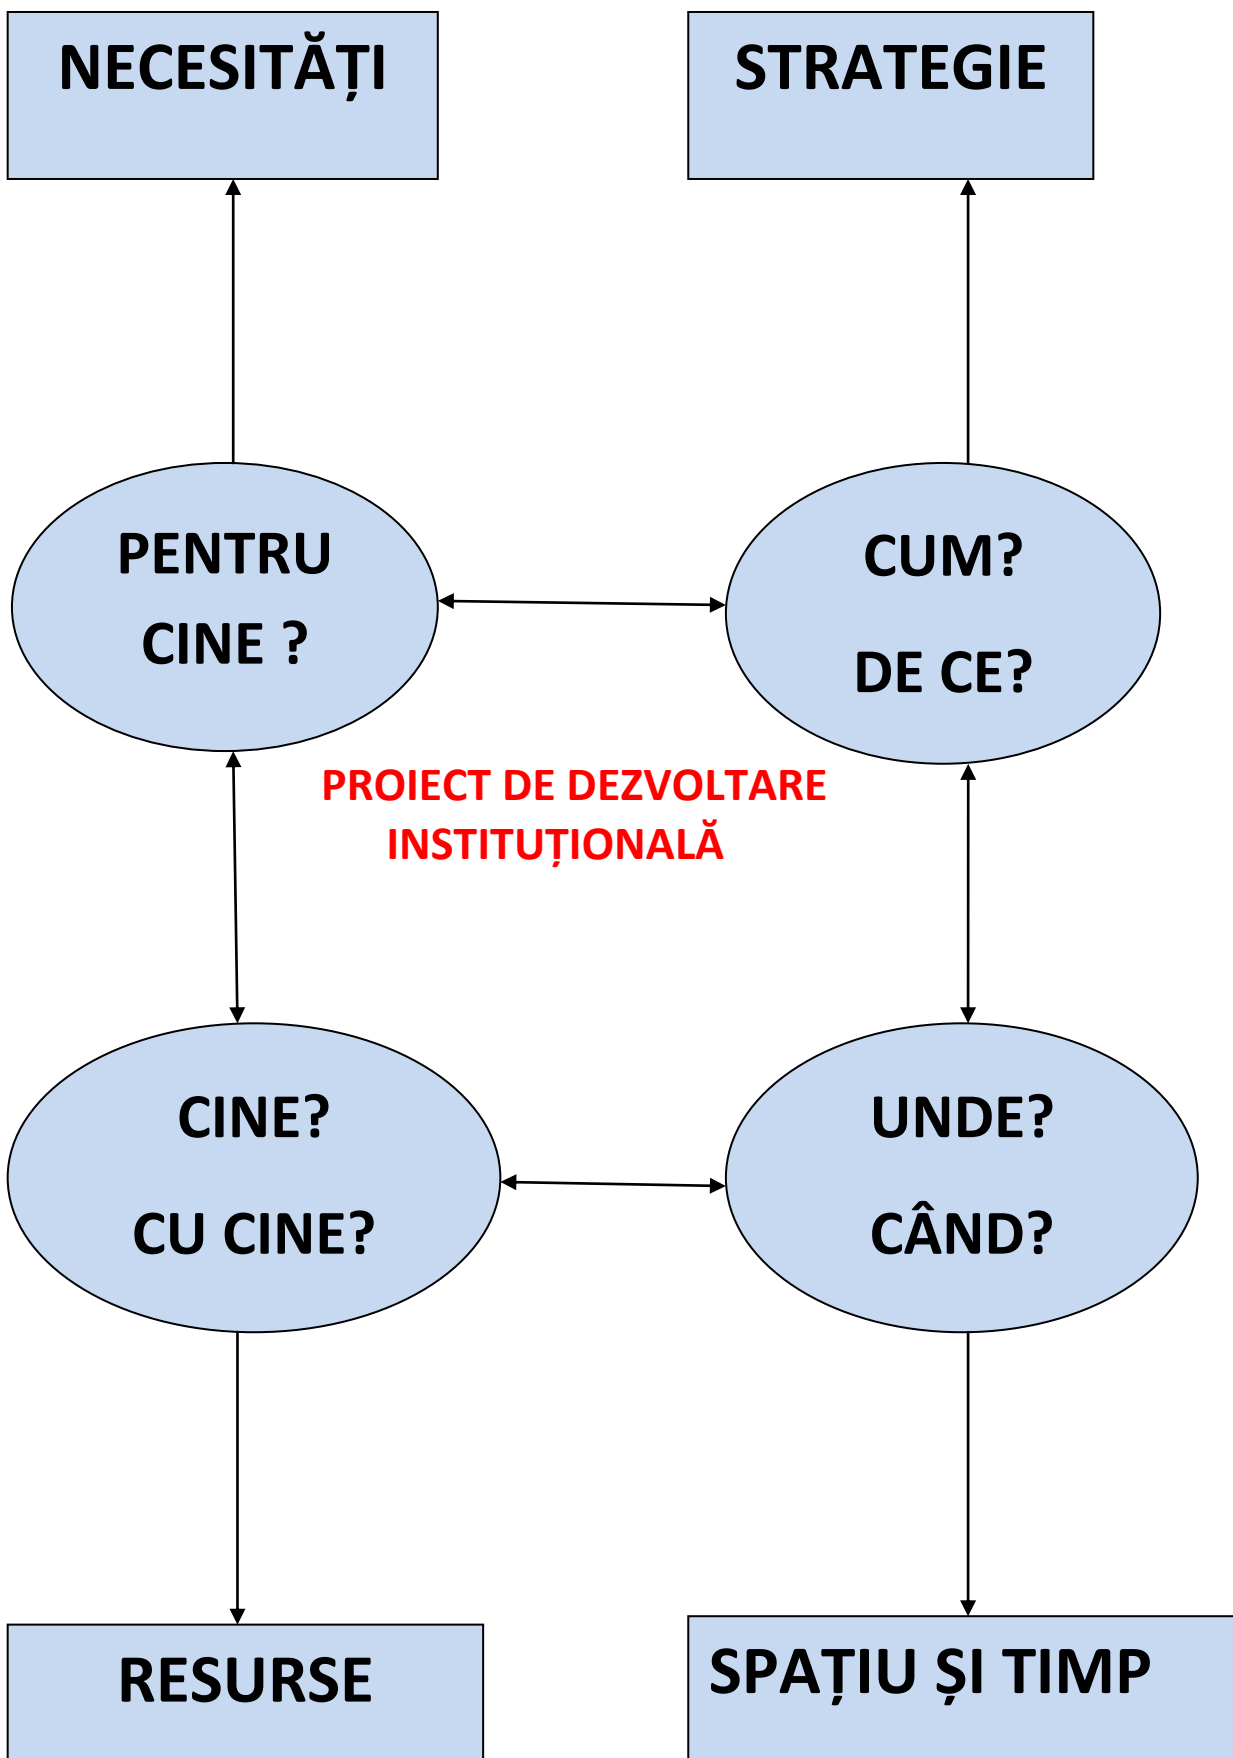 NECESITĂȚI
STRATEGIE
PENTRU
CINE ?
CUM?
DE CE?
PROIECT DE DEZVOLTARE
INSTITUȚIONALĂ
CINE?
CU CINE?
UNDE?
CÂND?
RESURSE
SPAȚIU ȘI TIMP